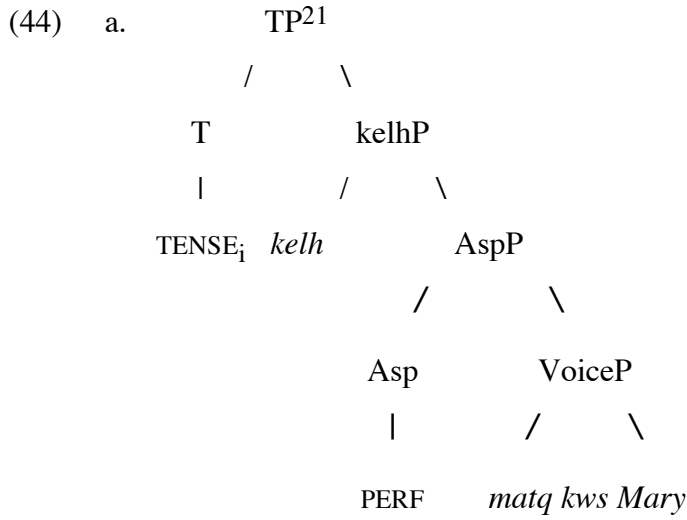 (44) a. TP21
/ \
T kelhP
| / \
TENSEi kelh AspP
/ \
Asp VoiceP
| / \
PERF matq kws Mary